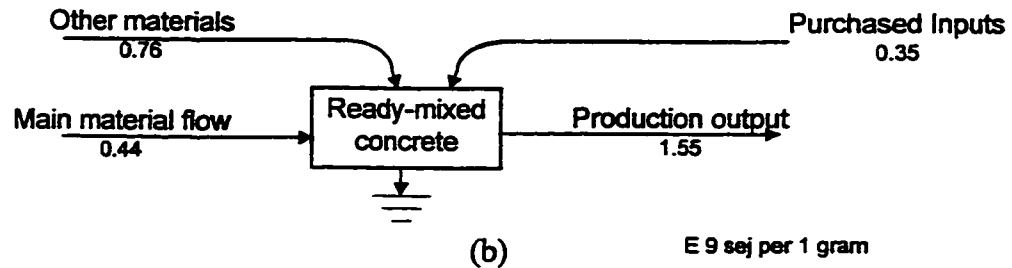 Other materials
0.76
Purchased Inputs
0.35
Main material flow
0.44
Ready-mixed
concrete
Production output
1.55
(b)
E 9 sej per 1 gram